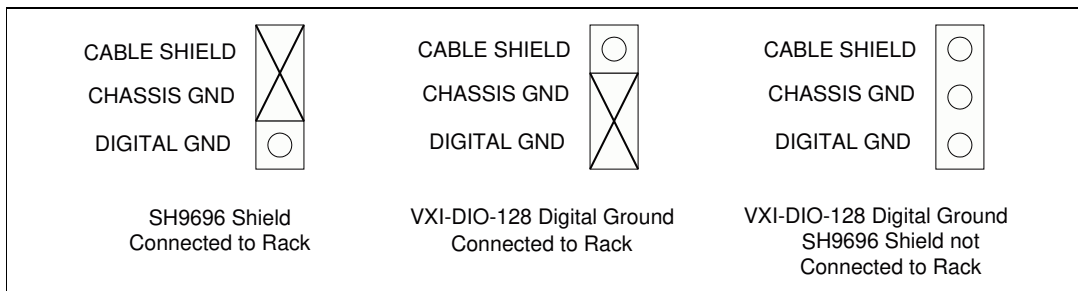 CABLE SHIELD
CHASSIS GND
DIGITAL GND
SH9696 Shield
Connected to Rack
CABLE SHIELD
CHASSIS GND
DIGITAL GND
VXI-DIO-128 Digital Ground
Connected to Rack
CABLE SHIELD
CHASSIS GND
DIGITAL GND
VXI-DIO-128 Digital Ground
SH9696 Shield not
Connected to Rack